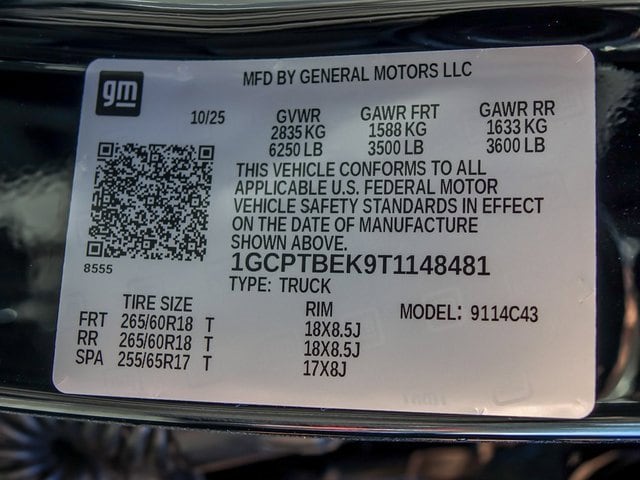 gm
MFD BY GENERAL MOTORS LLC
10/25 GVWR GAWR FRT GAWR RR
2835 KG 1588 KG 1633 KG
6250 LB 3500 LB 3600 LB
THIS VEHICLE CONFORMS TO ALL
APPLICABLE U.S. FEDERAL MOTOR
VEHICLE SAFETY STANDARDS IN EFFECT
ON THE DATE OF MANUFACTURE
SHOWN ABOVE.
8555
1GCPTBEK9T1148481
TYPE: TRUCK
TIRE SIZE RIM MODEL: 9114C43
FRT 265/60R18 T 18X8.5J
RR 265/60R18 T 18X8.5J
SPA 255/65R17 T 17X8J